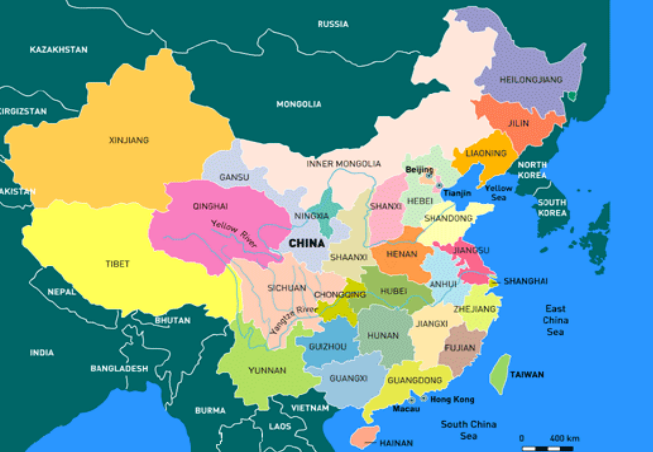 RUSSIA
KAZAKHSTAN
HEILONGJIANG
MONGOLIA
JILIN
XINJIANG
LIAONING
INNER MONGOLIA
Beijing
NORTH
KOREA
GANSU
Tianjin
Yellow
Sea
QINGHAI
SHANXI
HEBEI
SOUTH
KOREA
NINGXIA
SHANDONG
Yellow River
CHINA
JIANGSU
HENAN
SHAANXI
TIBET
SHANGHAI
SICHUAN
ANHUI
NEPAL
CHONGQING
HUBEI
ZHEJIANG
East
China
Sea
BHUTAN
Yangtze River
JIANGXI
HUNAN
GUIZHOU
FUJIAN
INDIA
BANGLADESH
YUNNAN
GUANGXI
GUANGDONG
TAIWAN
Hong Kong
Macau
BURMA
VIETNAM
LAOS
South China
Sea
HAINAN
0 400 km